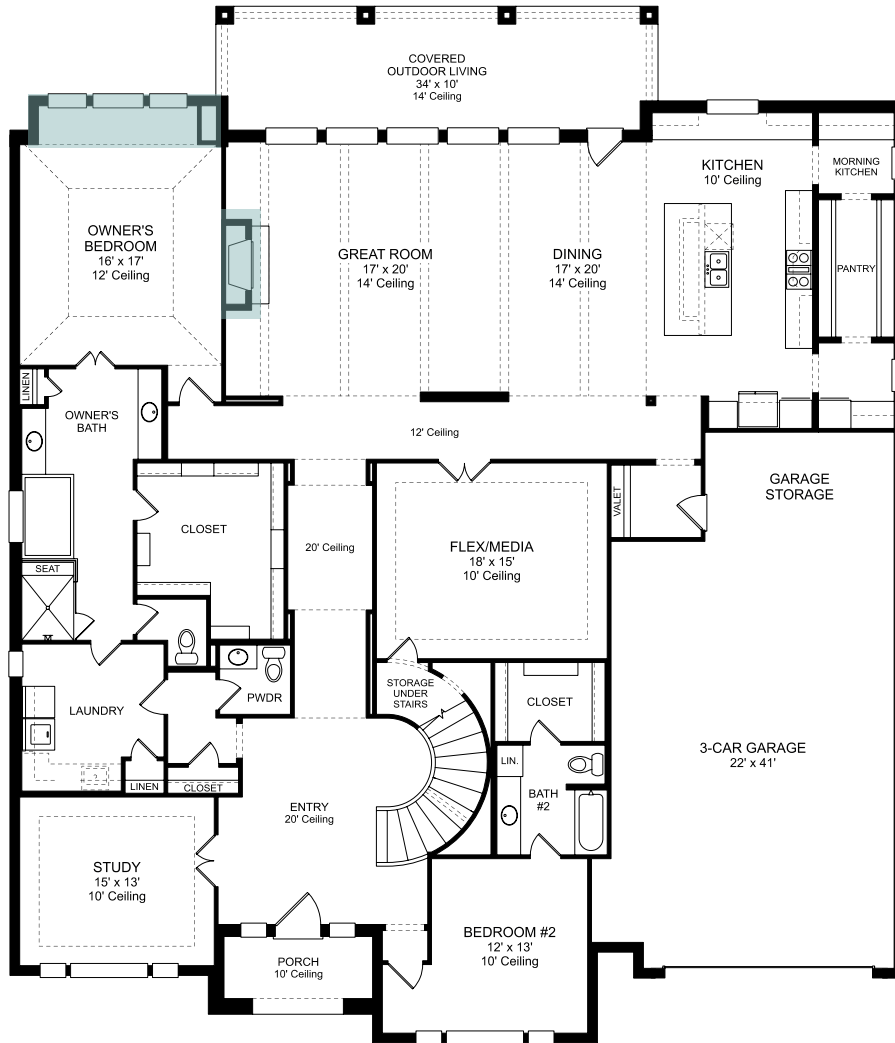 COVERED
OUTDOOR LIVING
34' x 10'
14' Ceiling
KITCHEN
10' Ceiling
MORNING
KITCHEN
OWNER'S
BEDROOM
16' x 17'
12' Ceiling
GREAT ROOM
17' x 20'
14' Ceiling
DINING
17' x 20'
14' Ceiling
PANTRY
LINEN
OWNER'S
BATH
12' Ceiling
GARAGE
STORAGE
VALET
CLOSET
20' Ceiling
FLEX/MEDIA
18' x 15'
10' Ceiling
SEAT
PWDR
STORAGE
UNDER
STAIRS
CLOSET
LAUNDRY
3-CAR GARAGE
22' x 41'
LIN.
BATH
#2
LINEN
CLOSET
ENTRY
20' Ceiling
STUDY
15' x 13'
10' Ceiling
BEDROOM #2
12' x 13'
10' Ceiling
PORCH
10' Ceiling